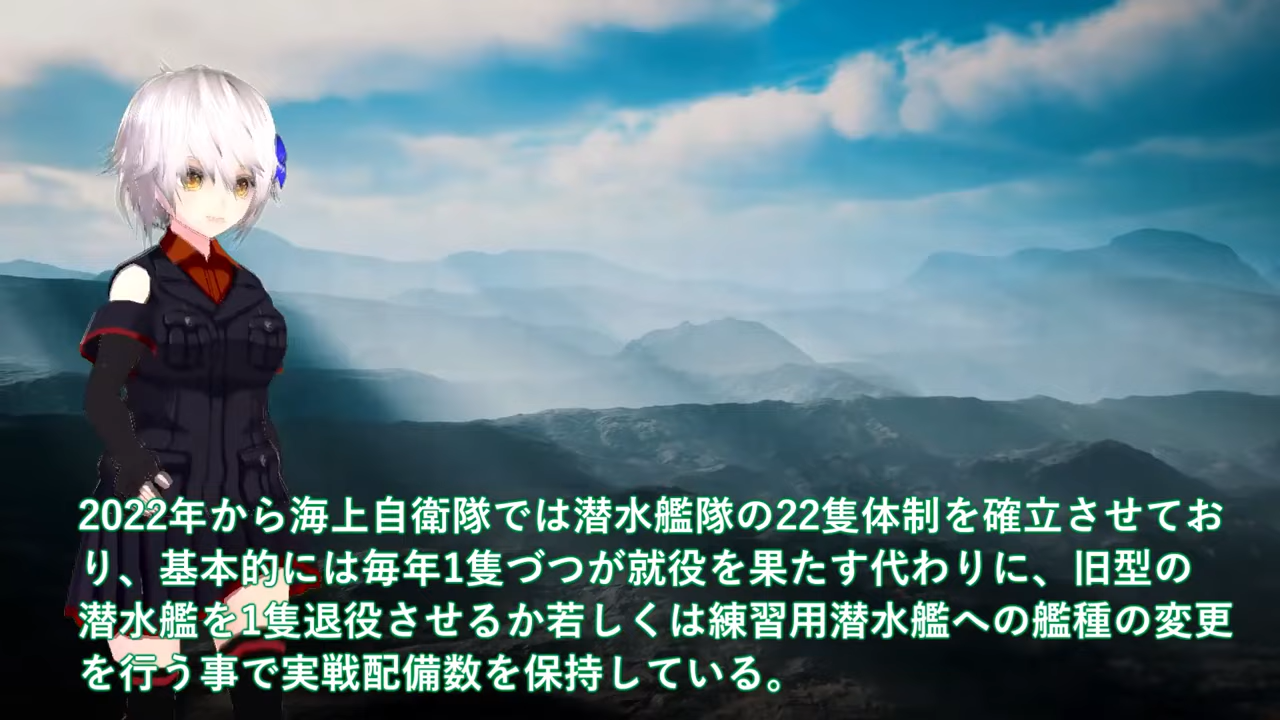 2022年から海上自衛隊では潜水艦隊の22隻体制を確立させてお
り、基本的には毎年1隻づつが就役を果たす代わりに、旧型の
潜水艦を1隻退役させるか若しくは練習用潜水艦への艦種の変更
を行う事で実戦配備数を保持している。